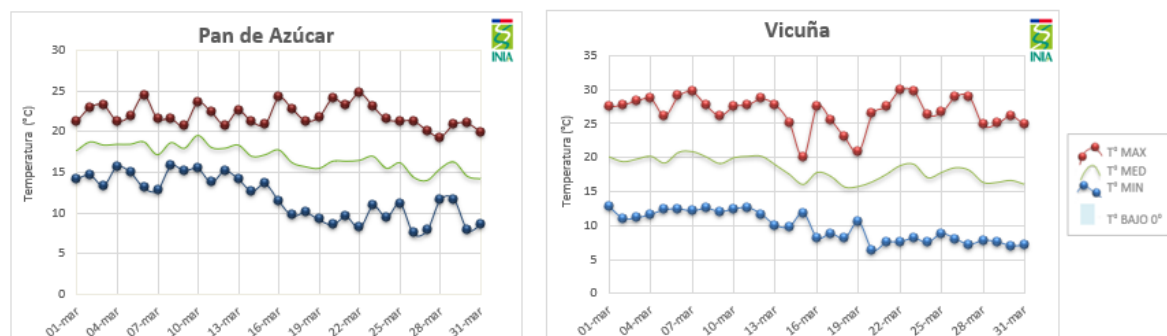 Pan de Azúcar
INIA
Temperatura (°C)
30
25
20
15
10
5
0
01-mar
04-mar
07-mar
10-mar
13-mar
16-mar
19-mar
22-mar
25-mar
28-mar
31-mar
Vicuña
INIA
Temperatura (°C)
35
30
25
20
15
10
5
0
01-mar
04-mar
07-mar
10-mar
13-mar
16-mar
19-mar
22-mar
25-mar
28-mar
31-mar
T° MAX
T° MED
T° MIN
T° BAJO 0°